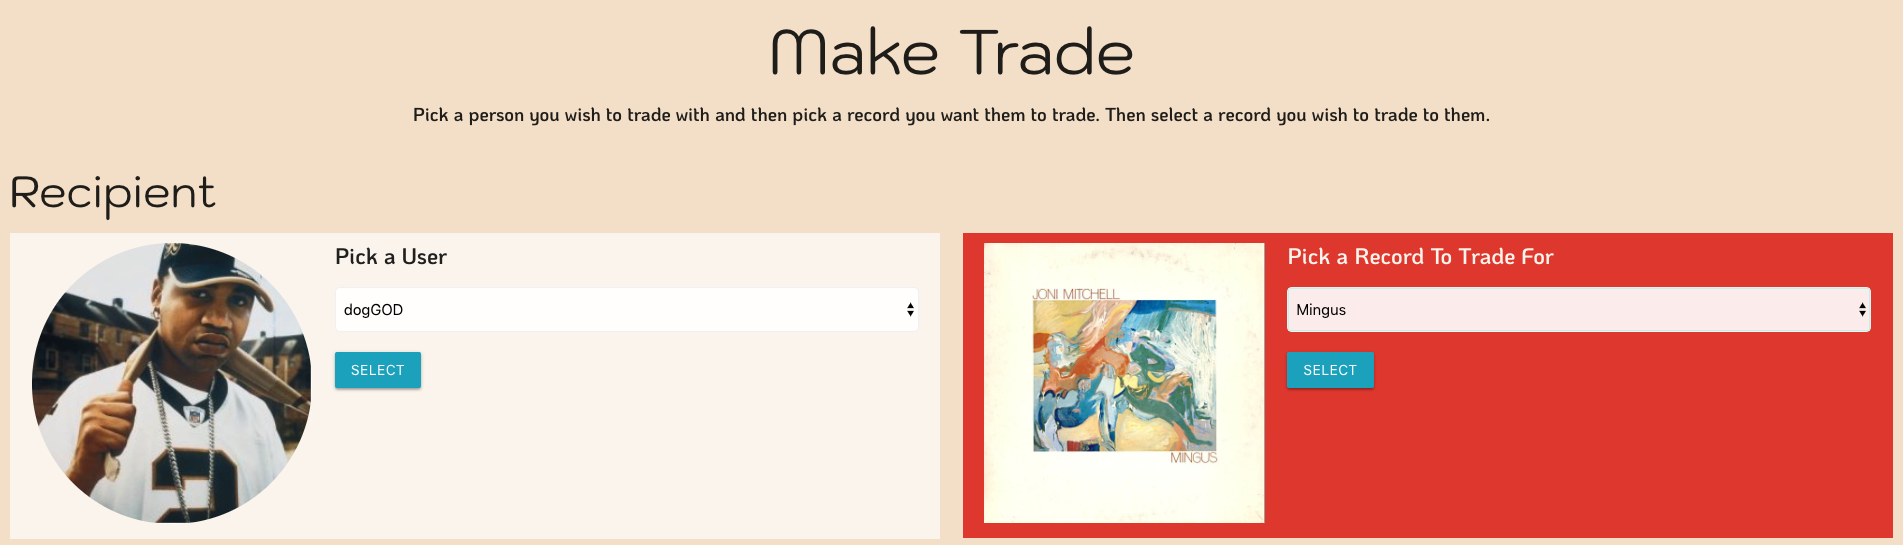 Make Trade
Pick a person you wish to trade with and then pick a record you want them to trade. Then select a record you wish to trade to them.
Recipient
Pick a User
dogGOD
SELECT
JONI MITCHELL
MINGUS
Pick a Record To Trade For
Mingus
SELECT